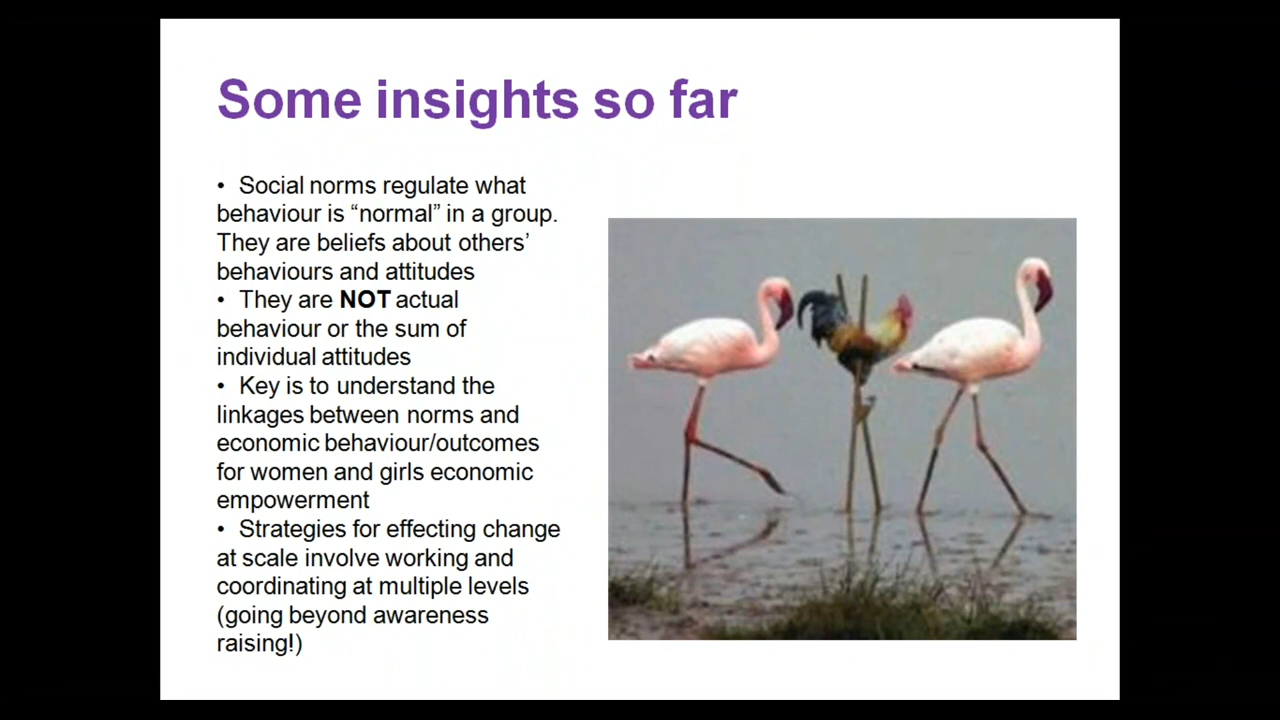 Some insights so far
• Social norms regulate what
behaviour is “normal” in a group.
They are beliefs about others’
behaviours and attitudes
• They are NOT actual
behaviour or the sum of
individual attitudes
• Key is to understand the
linkages between norms and
economic behaviour/outcomes
for women and girls economic
empowerment
• Strategies for effecting change
at scale involve working and
coordinating at multiple levels
(going beyond awareness
raising!)